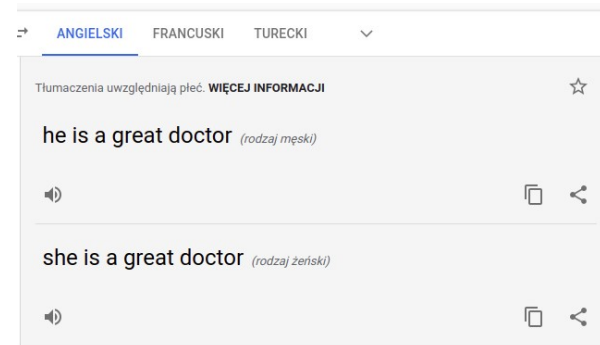 ANGIELSKI FRANCUSKI TURECKI
Tłumaczenia uwzględniają płeć. WIĘCEJ INFORMACJI
he is a great doctor (rodzaj męski)
she is a great doctor (rodzaj żeński)